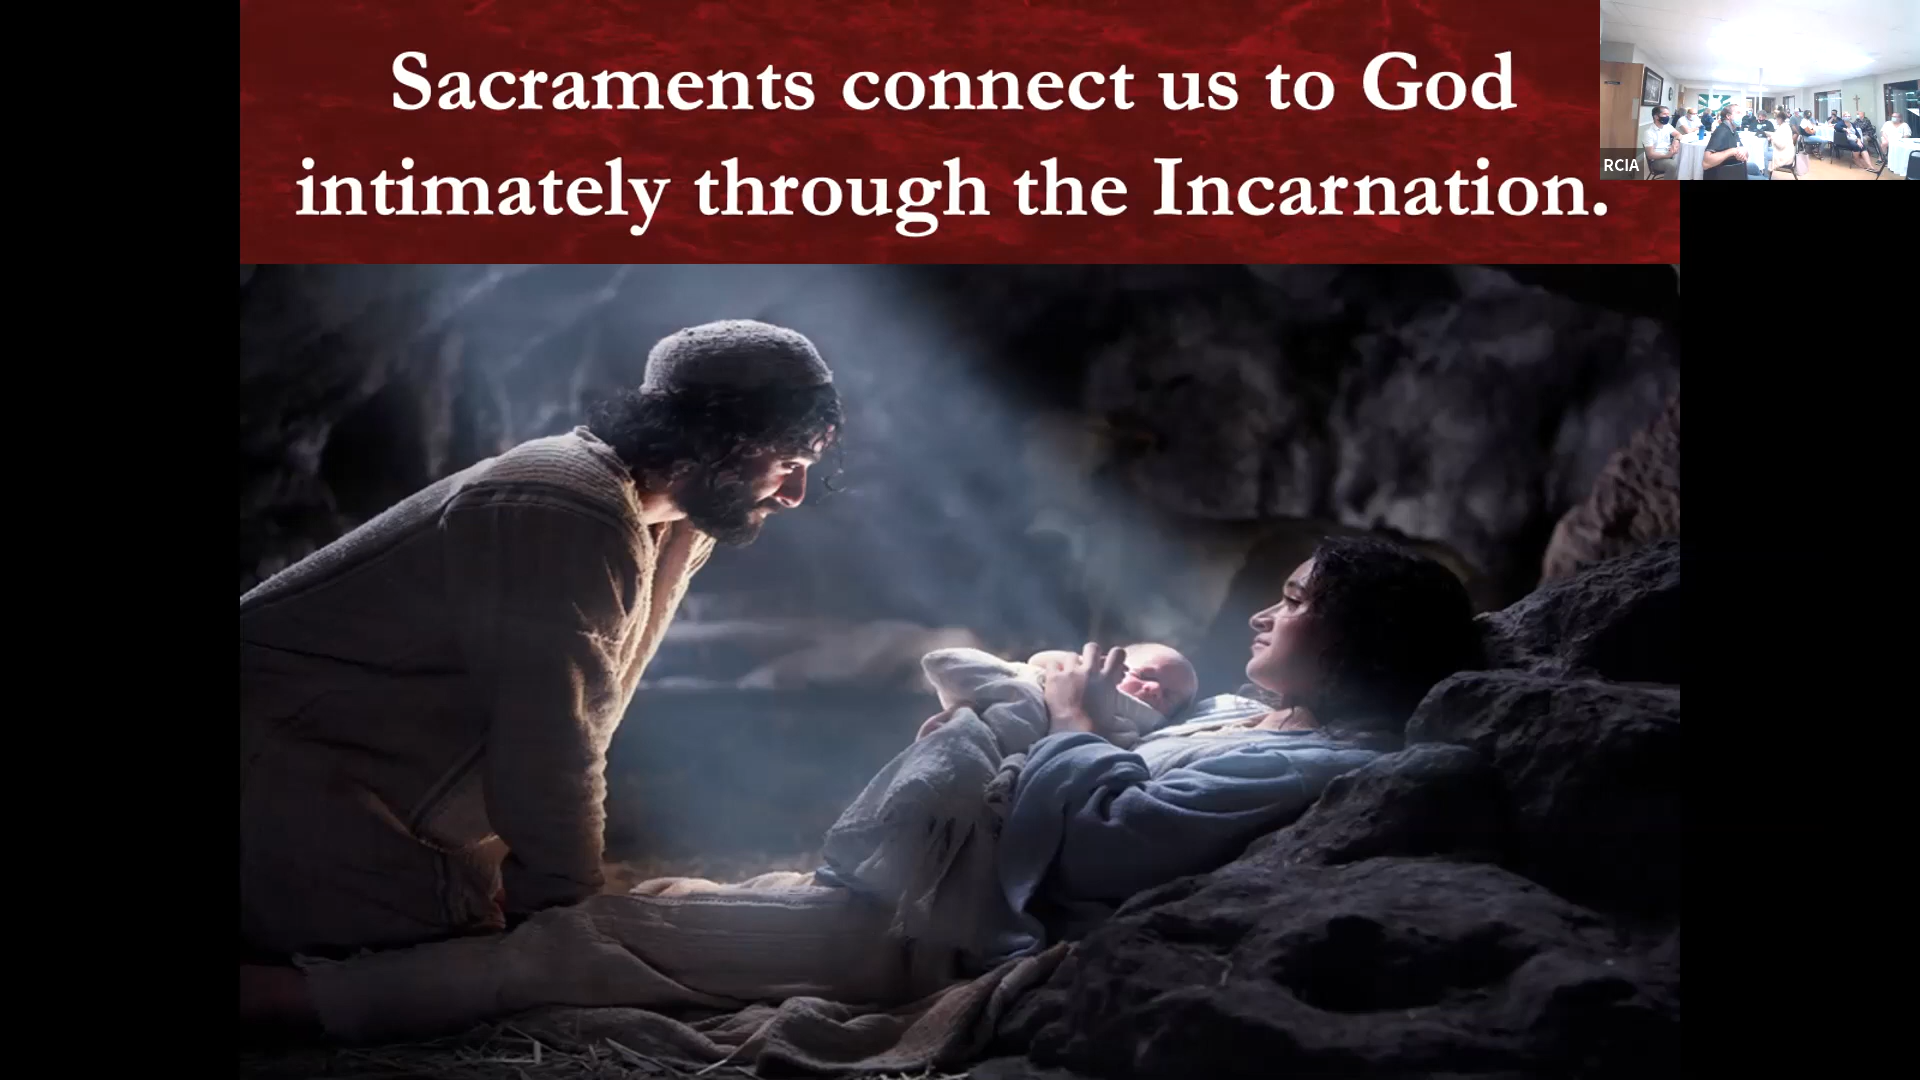 Sacraments connect us to God
intimately through the Incarnation.
RCIA